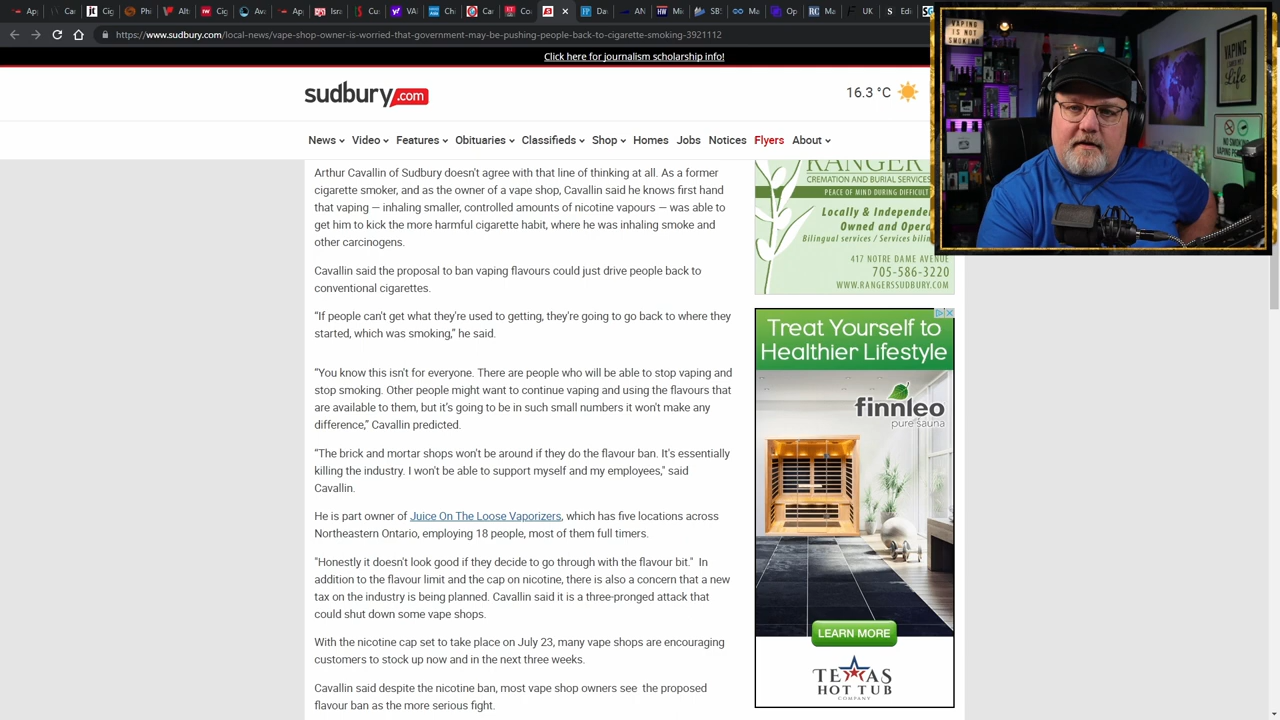 https://www.sudbury.com/local-news/vape-shop-owner-is-worried-that-government-may-be-pushing-people-back-to-cigarette-smoking-3921112
Click here for journalism scholarship info!
sudbury.com
16.3 °C
News Video Features Obituaries Classifieds Shop Homes Jobs Notices Flyers About
Arthur Cavallin of Sudbury doesn't agree with that line of thinking at all. As a former
cigarette smoker, and as the owner of a vape shop, Cavallin said he knows first hand
that vaping — inhaling smaller, controlled amounts of nicotine vapours — was able to
get him to kick the more harmful cigarette habit, where he was inhaling smoke and
other carcinogens.
Cavallin said the proposal to ban vaping flavours could just drive people back to
conventional cigarettes.
“If people can't get what they're used to getting, they're going to go back to where they
started, which was smoking,” he said.
“You know this isn't for everyone. There are people who will be able to stop vaping and
stop smoking. Other people might want to continue vaping and using the flavours that
are available to them, but it's going to be in such small numbers it won't make any
difference,” Cavallin predicted.
“The brick and mortar shops won't be around if they do the flavour ban. It's essentially
killing the industry. I won't be able to support myself and my employees,” said
Cavallin.
He is part owner of Juice On The Loose Vaporizers, which has five locations across
Northeastern Ontario, employing 18 people, most of them full timers.
"Honestly it doesn't look good if they decide to go through with the flavour bit." In
addition to the flavour limit and the cap on nicotine, there is also a concern that a new
tax on the industry is being planned. Cavallin said it is a three-pronged attack that
could shut down some vape shops.
With the nicotine cap set to take place on July 23, many vape shops are encouraging
customers to stock up now and in the next three weeks.
Cavallin said despite the nicotine ban, most vape shop owners see the proposed
flavour ban as the more serious fight.
RANGER
CREMATION AND BURIAL SERVICES
PEACE OF MIND DURING DIFFICULT
Locally & Independen
Owned and Opera
Bilingual services / Services bilin
417 NOTRE DAME AVENUE
705-586-3220
WWW.RANGERSSUDBURY.COM
Treat Yourself to
Healthier Lifestyle
finnleo
pure sauna
LEARN MORE
TEXAS
HOT TUB
COMPANY
VAPING
IS NOT
SMOKING
VAPING
Life
NO SMOKING